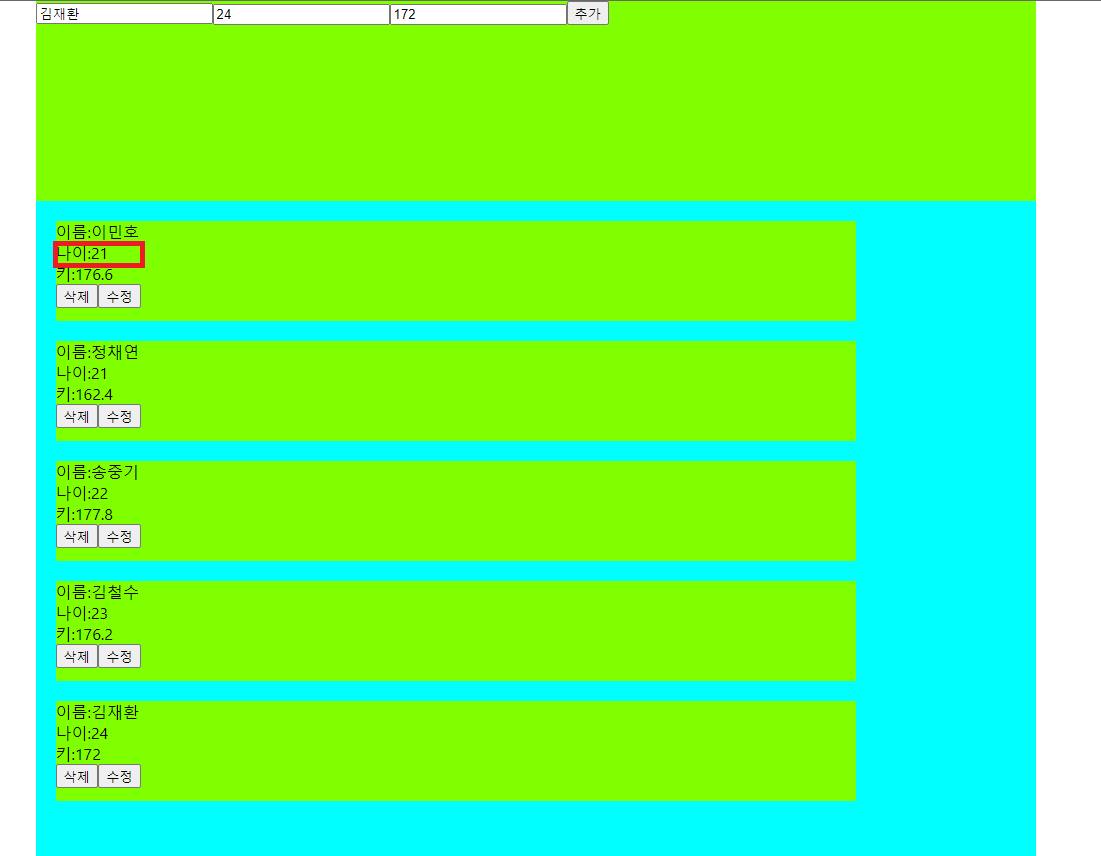 김재환 24 172 추가
이름:이민호
나이:21
키:176.6
삭제 수정
이름:정채연
나이:21
키:162.4
삭제 수정
이름:송중기
나이:22
키:177.8
삭제 수정
이름:김철수
나이:23
키:176.2
삭제 수정
이름:김재환
나이:24
키:172
삭제 수정